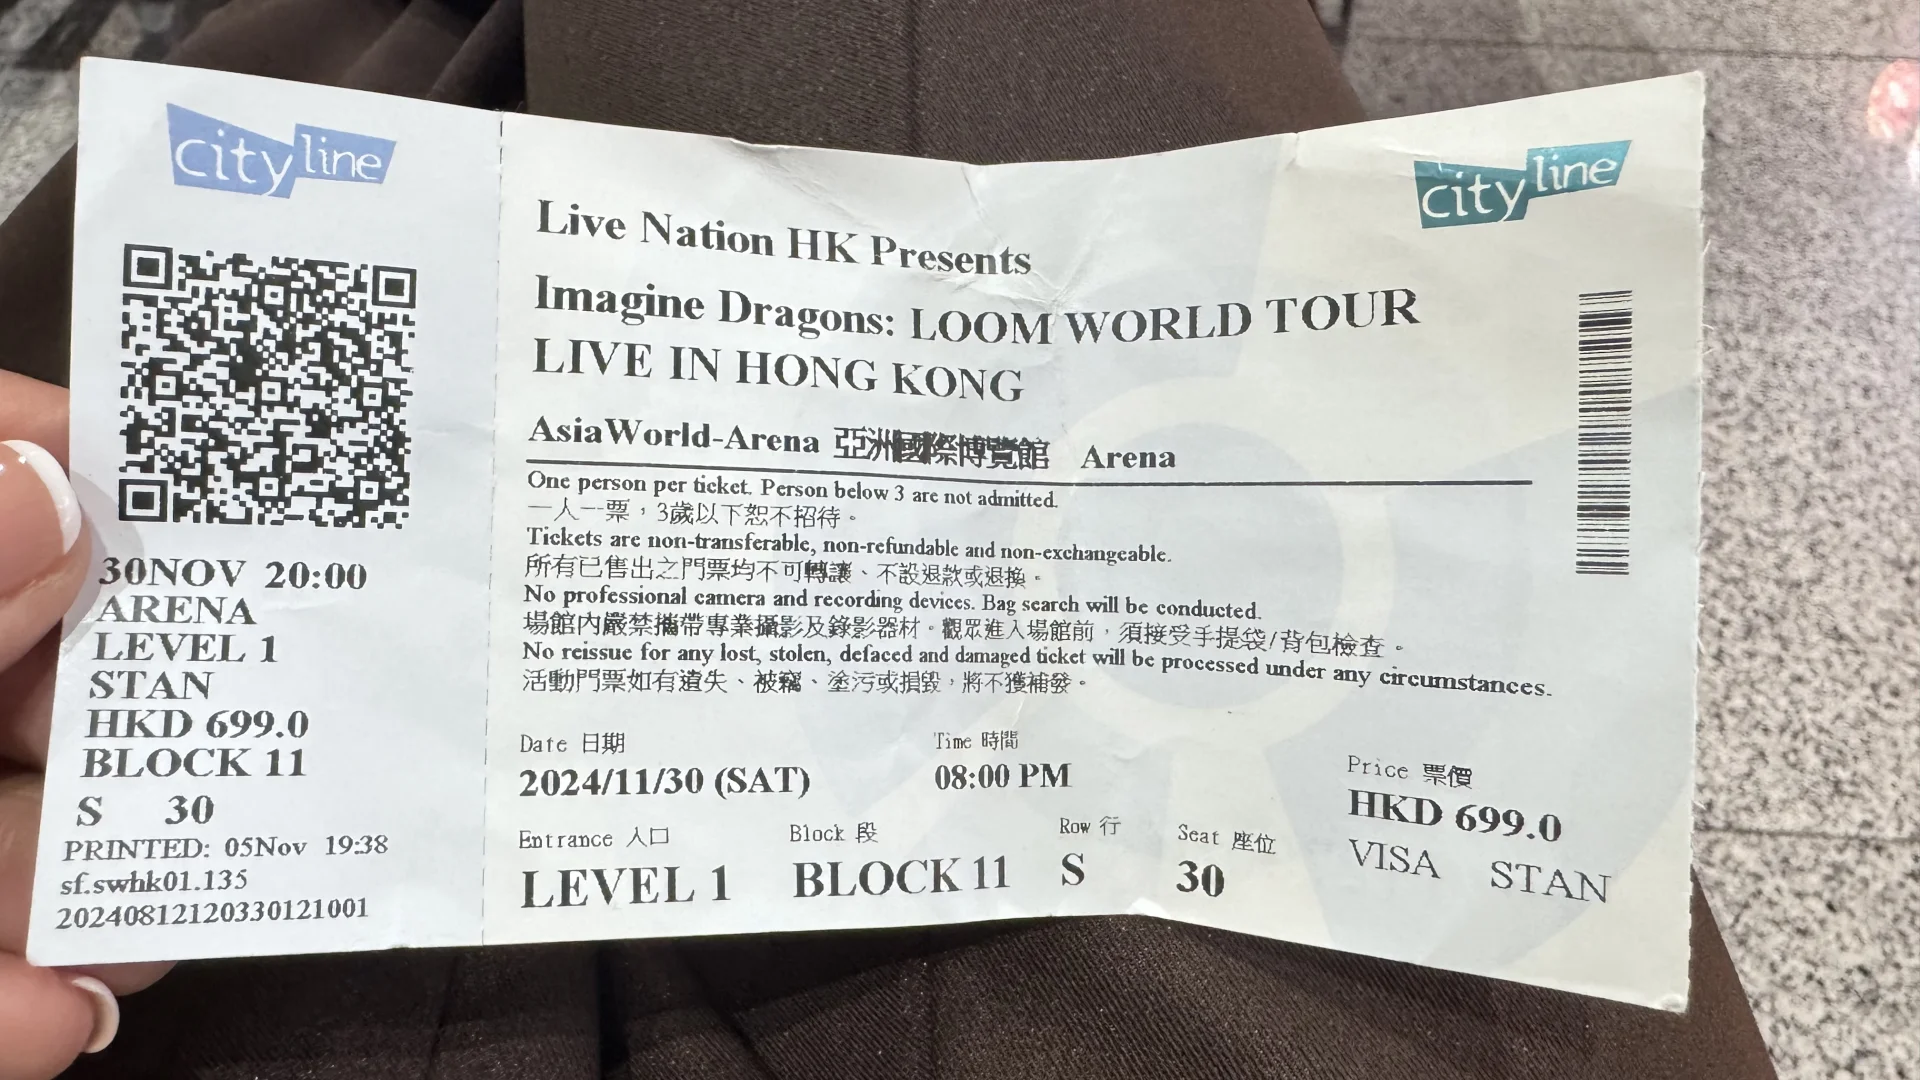 city line
30NOV 20:00
ARENA
LEVEL 1
STAN
HKD 699.0
BLOCK 11
S 30
PRINTED: 05Nov 19:38
sf.swhk01.135
20240812120330121001
city line
Live Nation HK Presents
Imagine Dragons: LOOM WORLD TOUR
LIVE IN HONG KONG
AsiaWorld-Arena 亞洲國際博覽館 Arena
One person per ticket. Person below 3 are not admitted.
一人一票，3歲以下恕不招待。
Tickets are non-transferable, non-refundable and non-exchangeable.
所有已售出之門票均不可轉讓、不設退款或退換。
No professional camera and recording devices. Bag search will be conducted.
場館內嚴禁攜帶專業攝影及錄影器材。觀眾進入場館前，須接受手提袋/背包檢查。
No reissue for any lost, stolen, defaced and damaged ticket will be processed under any circumstances.
活動門票如有遺失、被竊、塗污或損毀，將不獲補發。
Date 日期 Time 時間
2024/11/30 (SAT) 08:00 PM
Price 票價
HKD 699.0
VISA STAN
Entrance 入口 Block 段 Row 行 Seat 座位
LEVEL 1 BLOCK 11 S 30